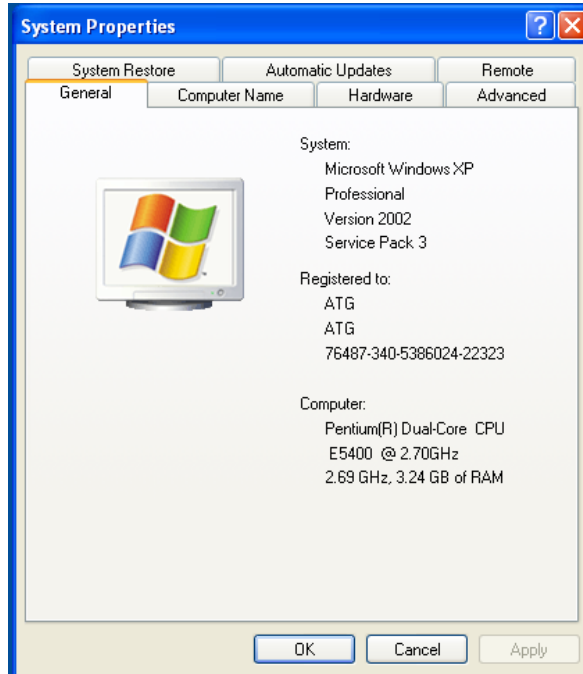 System Properties
System Restore
Automatic Updates
Remote
General
Computer Name
Hardware
Advanced
System:
Microsoft Windows XP
Professional
Version 2002
Service Pack 3
Registered to:
ATG
ATG
76487-340-5386024-22323
Computer:
Pentium(R) Dual-Core CPU
E5400 @ 2.70GHz
2.69 GHz, 3.24 GB of RAM
OK
Cancel
Apply